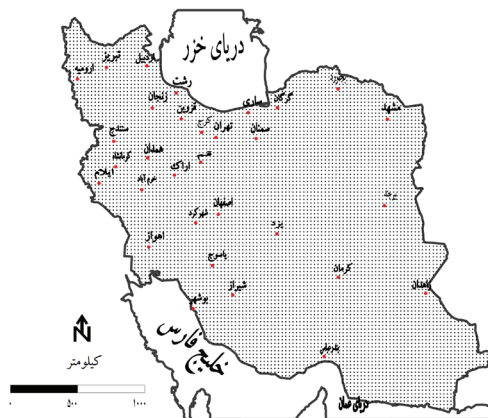 دریای خزر
اردبیل
تبریز
ارومیه
رشت
زنجان
قزوین
ساری
گرگان
مشهد
کرج
تهران
سمنان
سنندج
همدان
کرمانشاه
ایلام
خرم آباد
اراک
قم
بیرجند
اصفهان
شهرکرد
یزد
اهواز
یاسوج
کرمان
زاهدان
شیراز
بوشهر
خلیج فارس
بندرعباس
دریای عمان
N
کیلومتر
۰ ۵۰۰ ۱۰۰۰